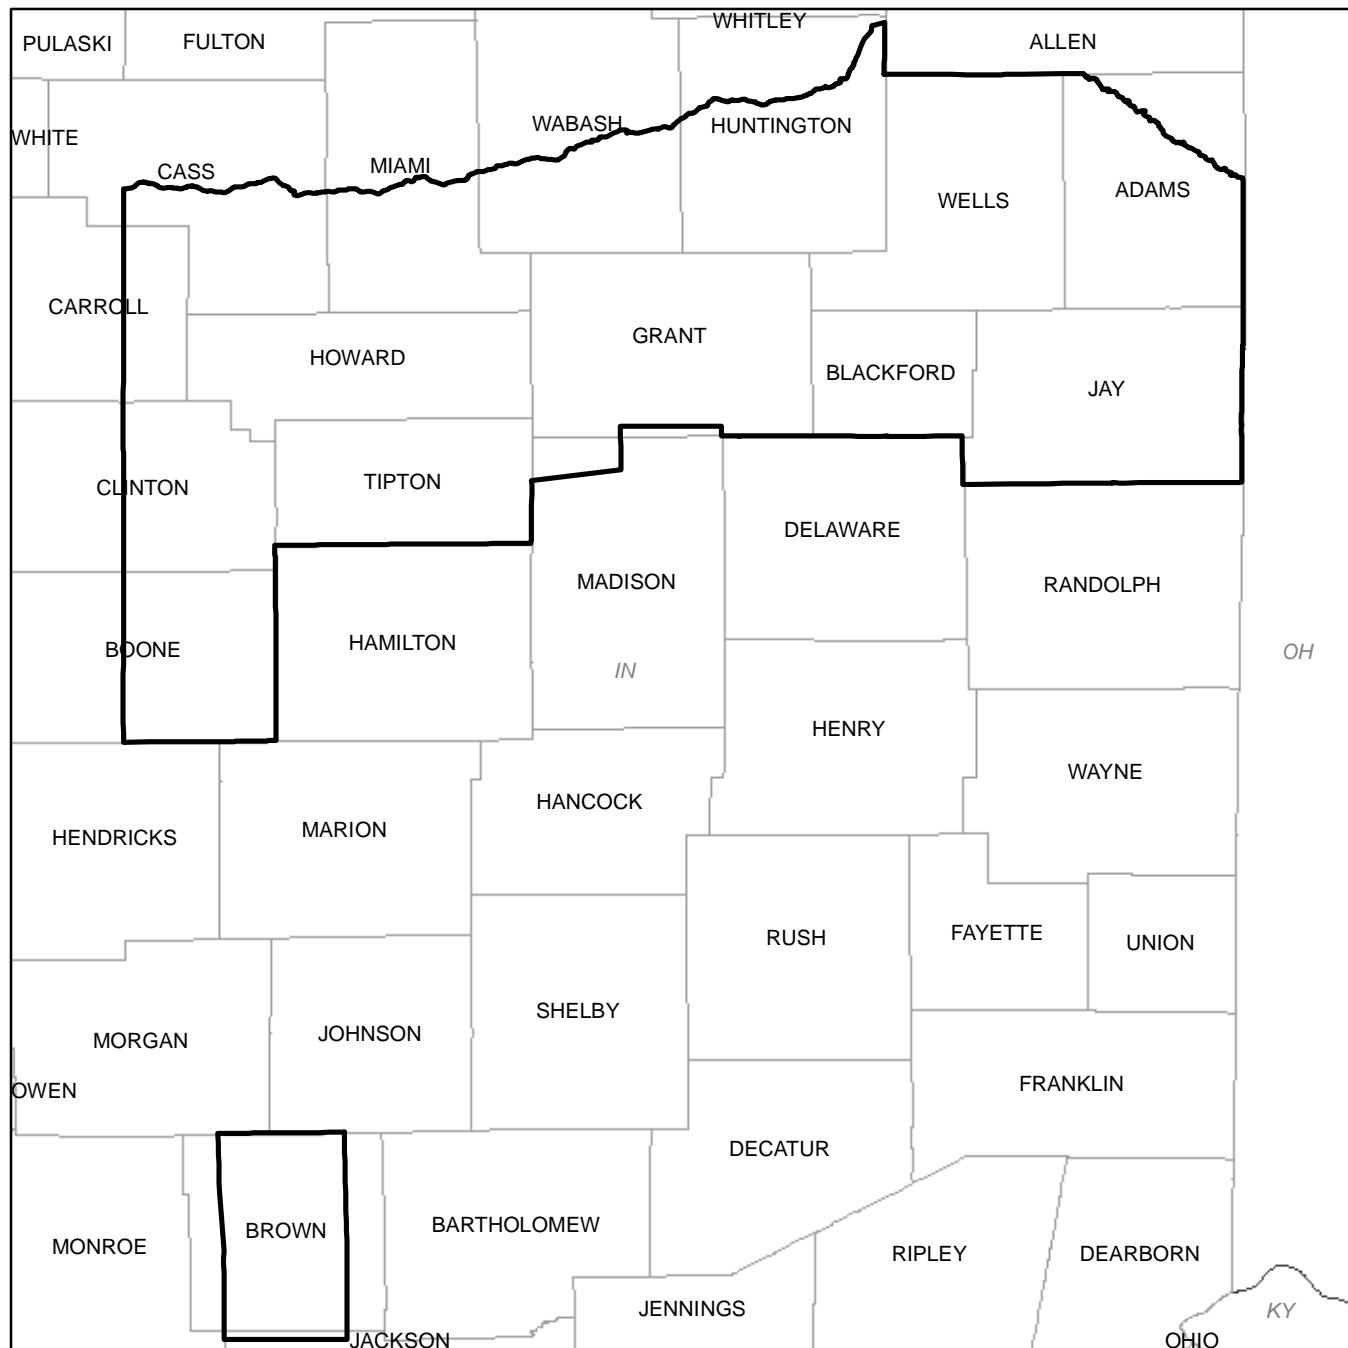 WHITLEY
PULASKI
FULTON
ALLEN
WHITE
WABASH
HUNTINGTON
CASS
MIAMI
WELLS
ADAMS
CARROLL
GRANT
HOWARD
BLACKFORD
JAY
CLINTON
TIPTON
DELAWARE
MADISON
RANDOLPH
BOONE
HAMILTON
IN
OH
HENRY
WAYNE
HANCOCK
HENDRICKS
MARION
RUSH
FAYETTE
UNION
SHELBY
MORGAN
JOHNSON
OWEN
FRANKLIN
DECATUR
MONROE
BROWN
BARTHOLOMEW
RIPLEY
DEARBORN
JENNINGS
KY
JACKSON
OHIO